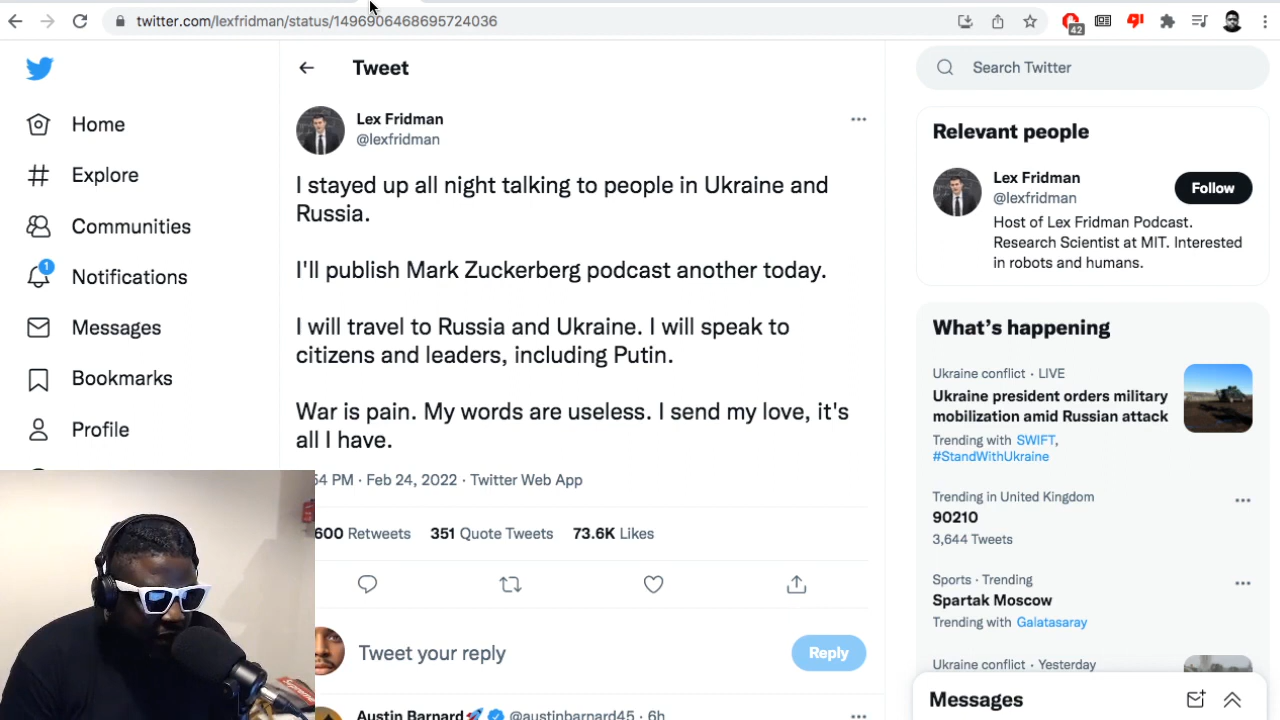 twitter.com/lexfridman/status/1496906468695724036
42
Home
Explore
Communities
1
Notifications
Messages
Bookmarks
Profile
Tweet
Lex Fridman
@lexfridman
I stayed up all night talking to people in Ukraine and
Russia.
I'll publish Mark Zuckerberg podcast another today.
I will travel to Russia and Ukraine. I will speak to
citizens and leaders, including Putin.
War is pain. My words are useless. I send my love, it's
all I have.
54 PM · Feb 24, 2022 · Twitter Web App
600 Retweets 351 Quote Tweets 73.6K Likes
Tweet your reply
Reply
Austin Barnard @austinbarnard45 · 6h
Search Twitter
Relevant people
Lex Fridman
@lexfridman
Follow
Host of Lex Fridman Podcast.
Research Scientist at MIT. Interested
in robots and humans.
What's happening
Ukraine conflict · LIVE
Ukraine president orders military
mobilization amid Russian attack
Trending with SWIFT,
#StandWithUkraine
Trending in United Kingdom
90210
3,644 Tweets
Sports · Trending
Spartak Moscow
Trending with Galatasaray
Ukraine conflict · Yesterday
Messages